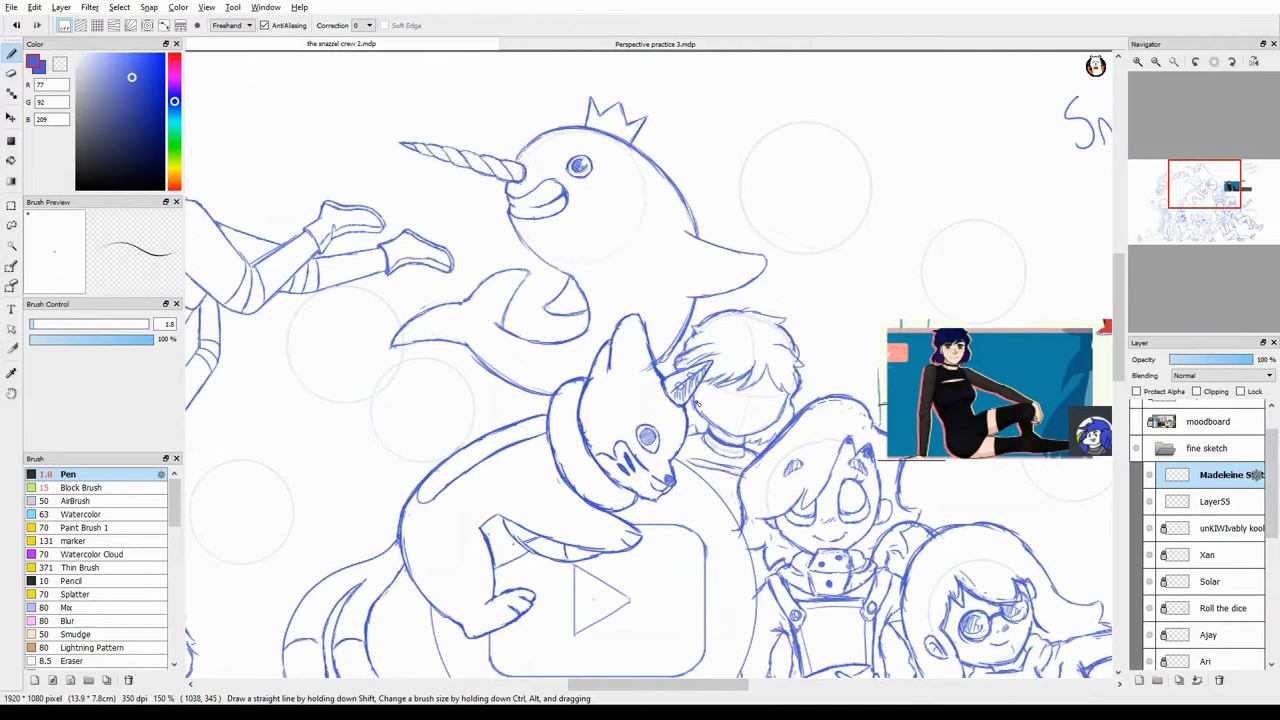 File Edit Layer Filter Select Snap Color View Tool Window Help
Freehand AntiAliasing Correction 0 Soft Edge
Color
the snazzel crew 2.mdp
Perspective practice 3.mdp
Navigator
R 77
G 92
B 209
Sn
Brush Preview
Brush Control
1.8
100 %
Layer
Opacity 100 %
Blending Normal
Protect Alpha Clipping Lock
moodboard
fine sketch
Madeleine
Layer55
unKIWIvably kool
Xan
Solar
Roll the dice
Ajay
Ari
Brush
1.8 Pen
15 Block Brush
50 AirBrush
63 Watercolor
70 Paint Brush 1
131 marker
70 Watercolor Cloud
371 Thin Brush
10 Pencil
70 Splatter
80 Mix
80 Blur
50 Smudge
60 Lightning Pattern
8.5 Eraser
1920 * 1080 pixel (13.9 * 7.8cm) 350 dpi 150 % ( 1038, 345 ) Draw a straight line by holding down Shift, Change a brush size by holding down Ctrl, Alt, and dragging